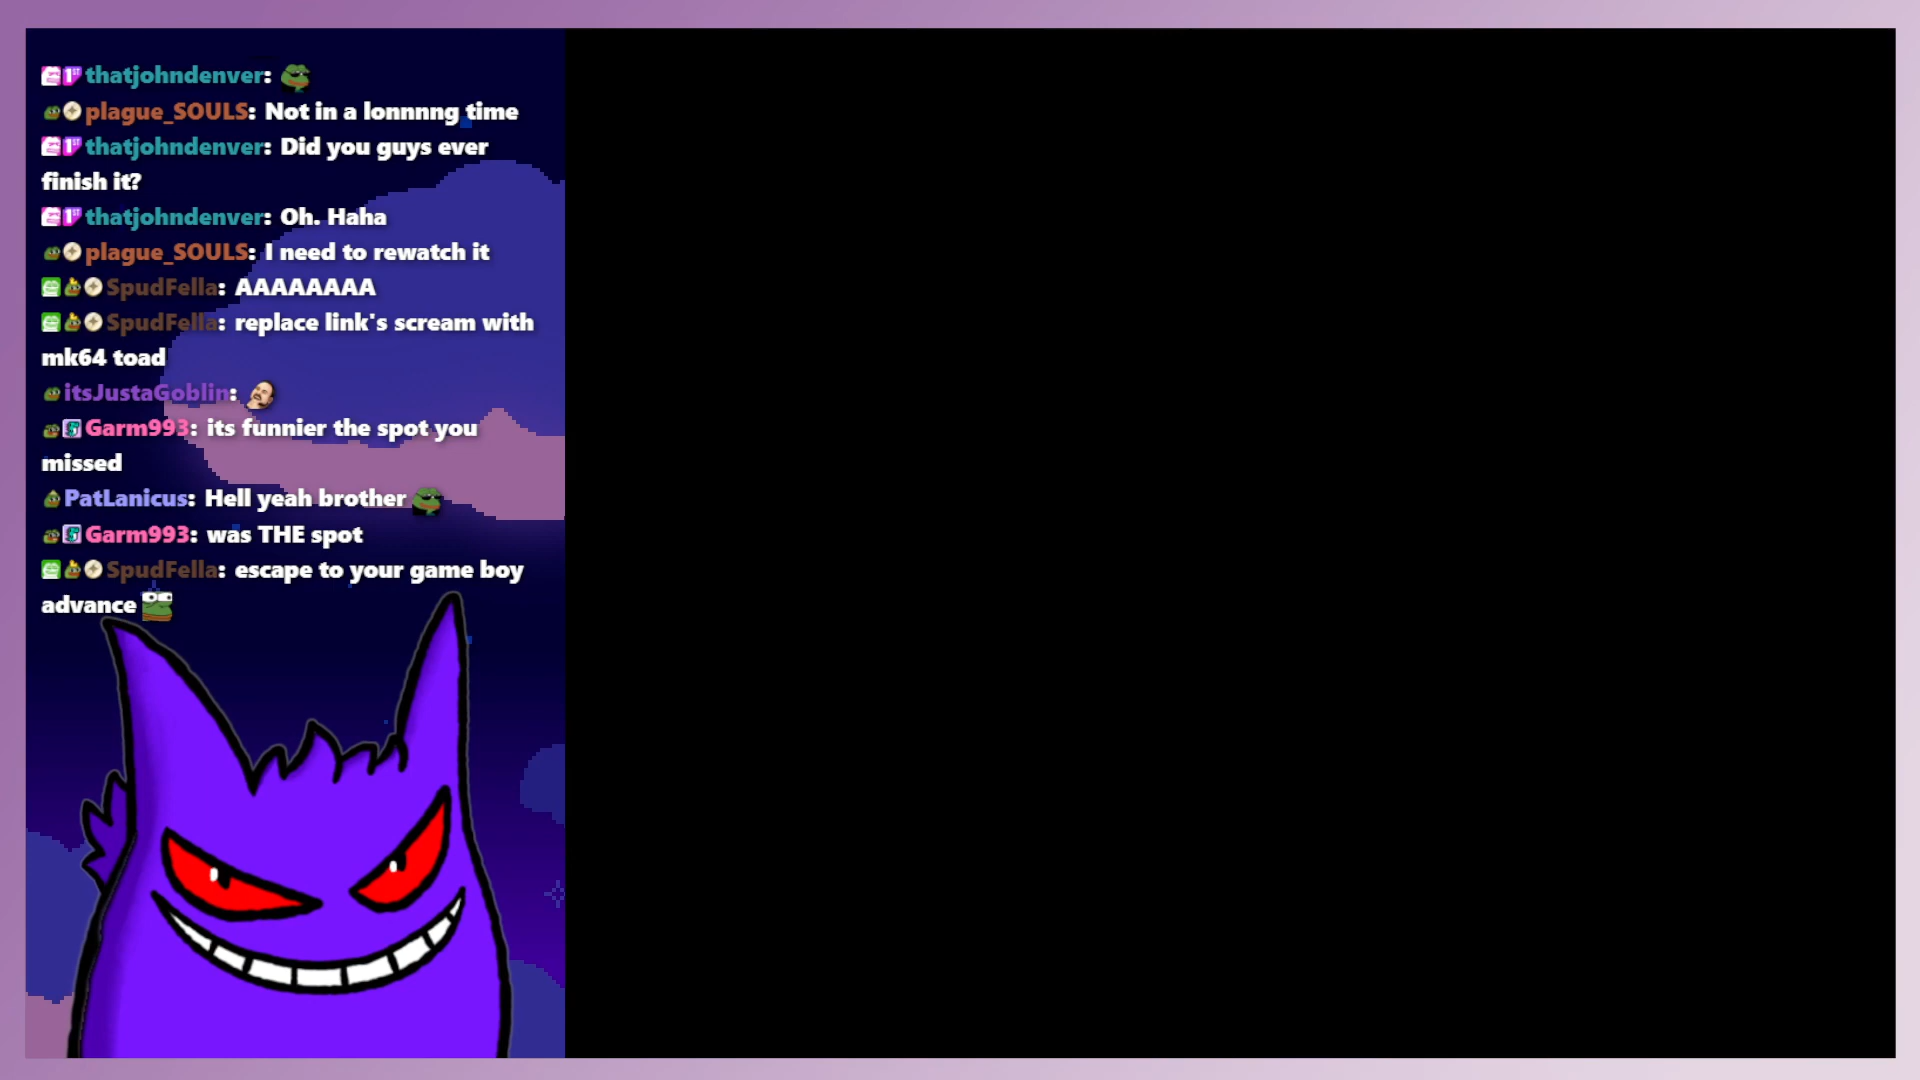 thatjohndenver:
plague_SOULS: Not in a lonnnng time
thatjohndenver: Did you guys ever
finish it?
thatjohndenver: Oh. Haha
plague_SOULS: I need to rewatch it
SpudFella: AAAAAAAA
SpudFella: replace link's scream with
mk64 toad
itsJustaGoblin:
Garm993: its funnier the spot you
missed
PatLanicus: Hell yeah brother
Garm993: was THE spot
SpudFella: escape to your game boy
advance